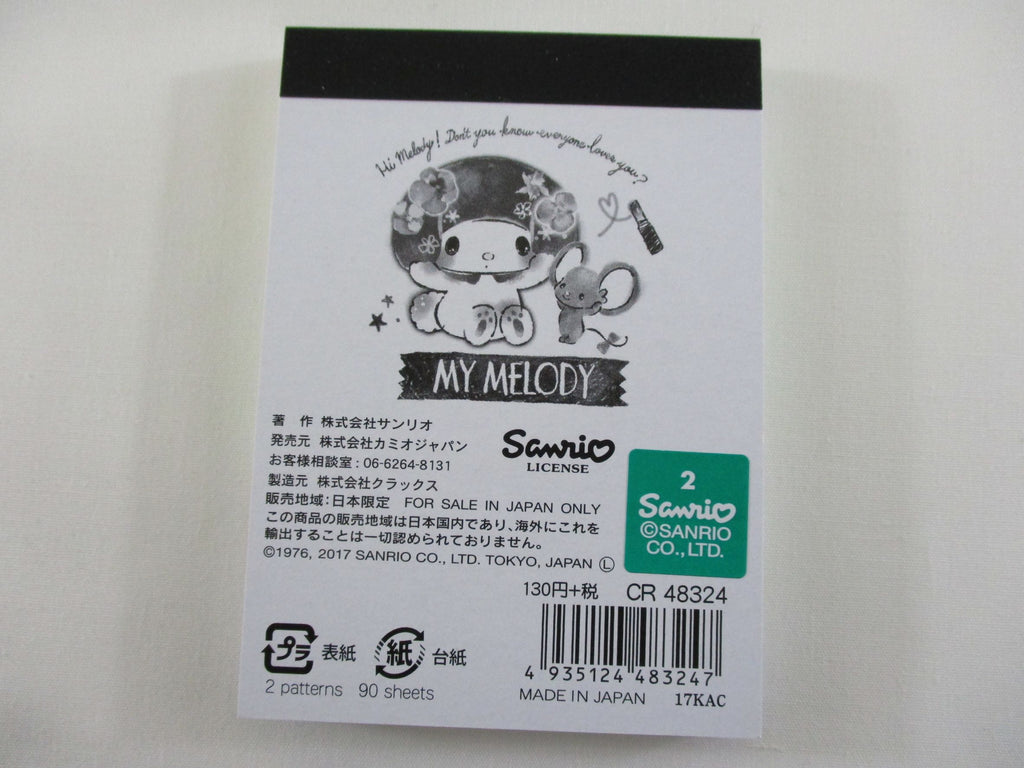 Hi Melody! Don't you know everyone loves you?
MY MELODY
著 作 株式会社サンリオ
発売元 株式会社カミオジャパン
お客様相談室:06-6264-8131
製造元 株式会社クラックス
Sanrio
LICENSE
販売地域:日本限定 FOR SALE IN JAPAN ONLY
この商品の販売地域は日本国内であり、海外にこれを
輸出することは一切認められておりません。
©1976, 2017 SANRIO CO., LTD. TOKYO, JAPAN Ⓛ
2
Sanrio
©SANRIO
CO.,LTD.
130円+税 CR 48324
プラ 表紙 紙 台紙
4 935124 483247
2 patterns 90 sheets
MADE IN JAPAN 17KAC